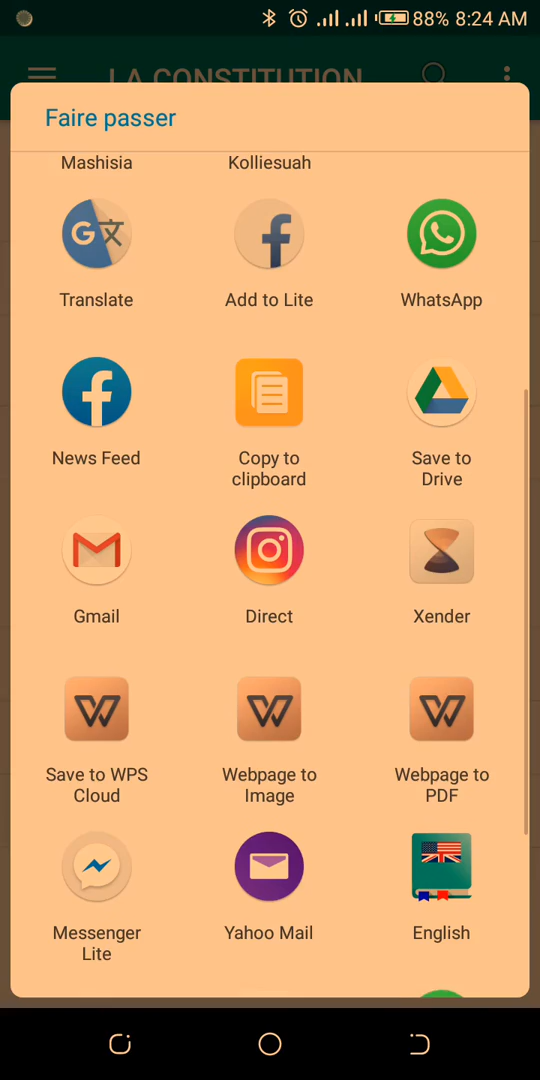 88% 8:24 AM
LA CONSTITUTION
Faire passer
Mashisia Kolliesuah
Translate Add to Lite WhatsApp
News Feed Copy to clipboard Save to Drive
Gmail Direct Xender
Save to WPS Cloud Webpage to Image Webpage to PDF
Messenger Lite Yahoo Mail English